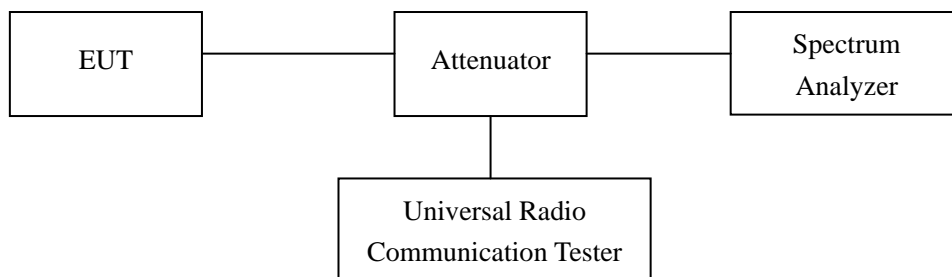 EUT
Attenuator
Spectrum
Analyzer
Universal Radio
Communication Tester